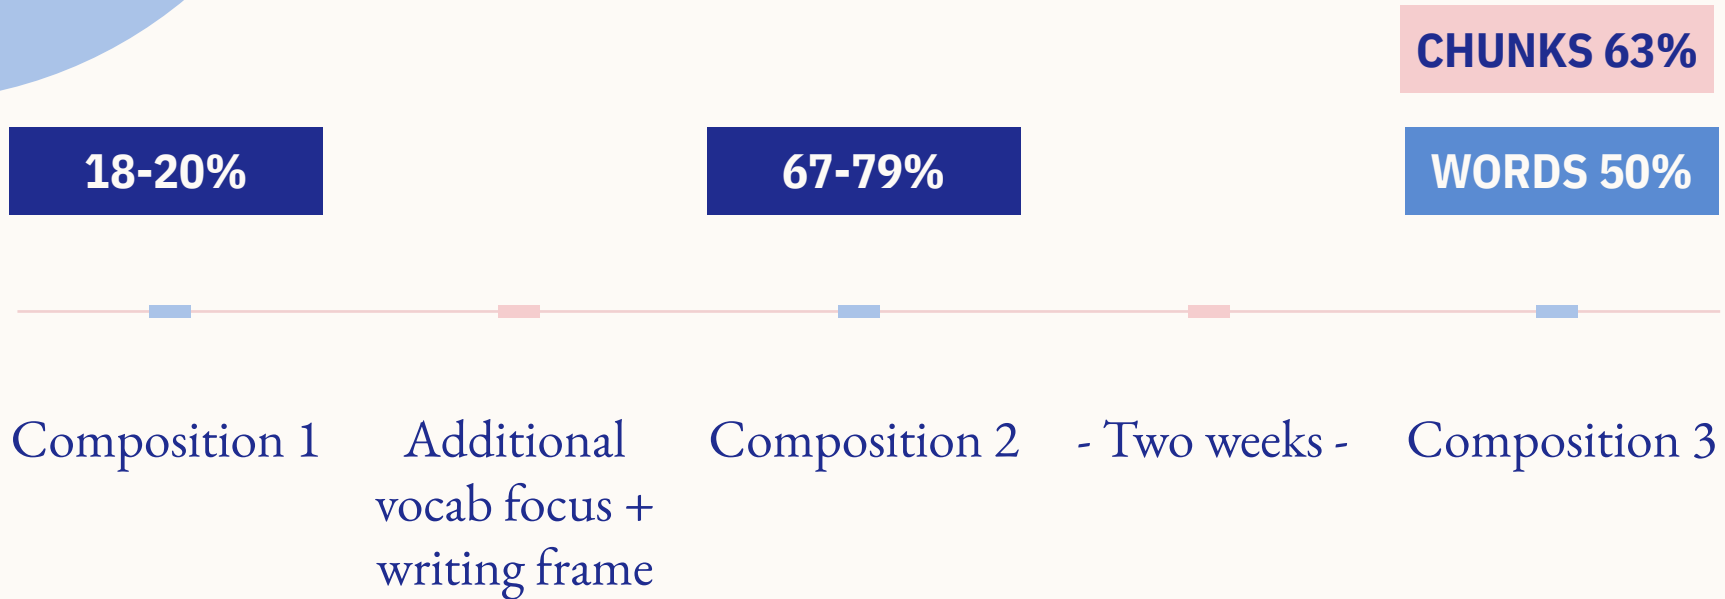 CHUNKS 63%
18-20%
67-79%
WORDS 50%
Composition 1
Additional
vocab focus +
writing frame
Composition 2
- Two weeks -
Composition 3